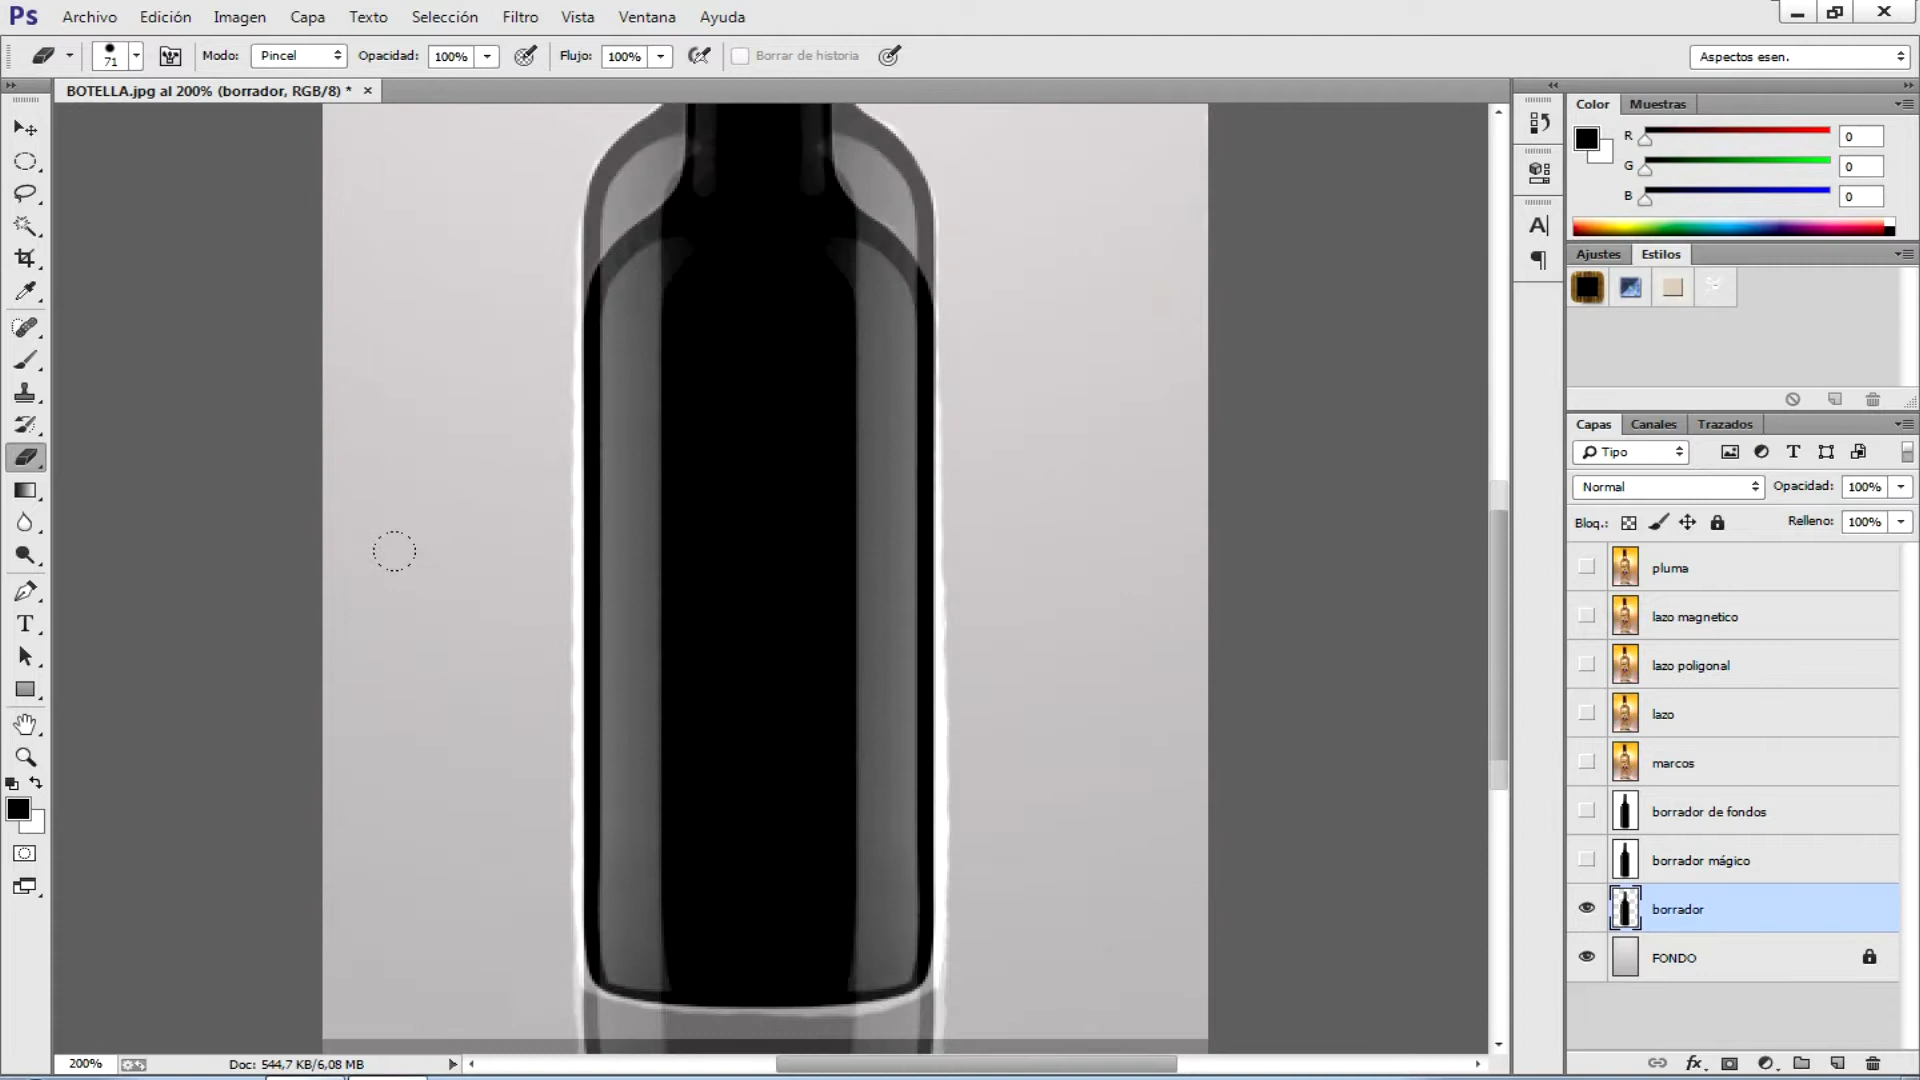 Ps Archivo Edición Imagen Capa Texto Selección Filtro Vista Ventana Ayuda
71 Modo: Pincel Opacidad: 100% Flujo: 100% Borrar de historia Aspectos esen.
BOTELLA.jpg al 200% (borrador, RGB/8) * ×
Color Muestras
R 0
G 0
B 0
Ajustes Estilos
Capas Canales Trazados
Tipo
Normal Opacidad: 100%
Bloq.: Relleno: 100%
pluma
lazo magnetico
lazo poligonal
lazo
marcos
borrador de fondos
borrador mágico
borrador
FONDO
200% Doc: 544,7 KB/6,08 MB